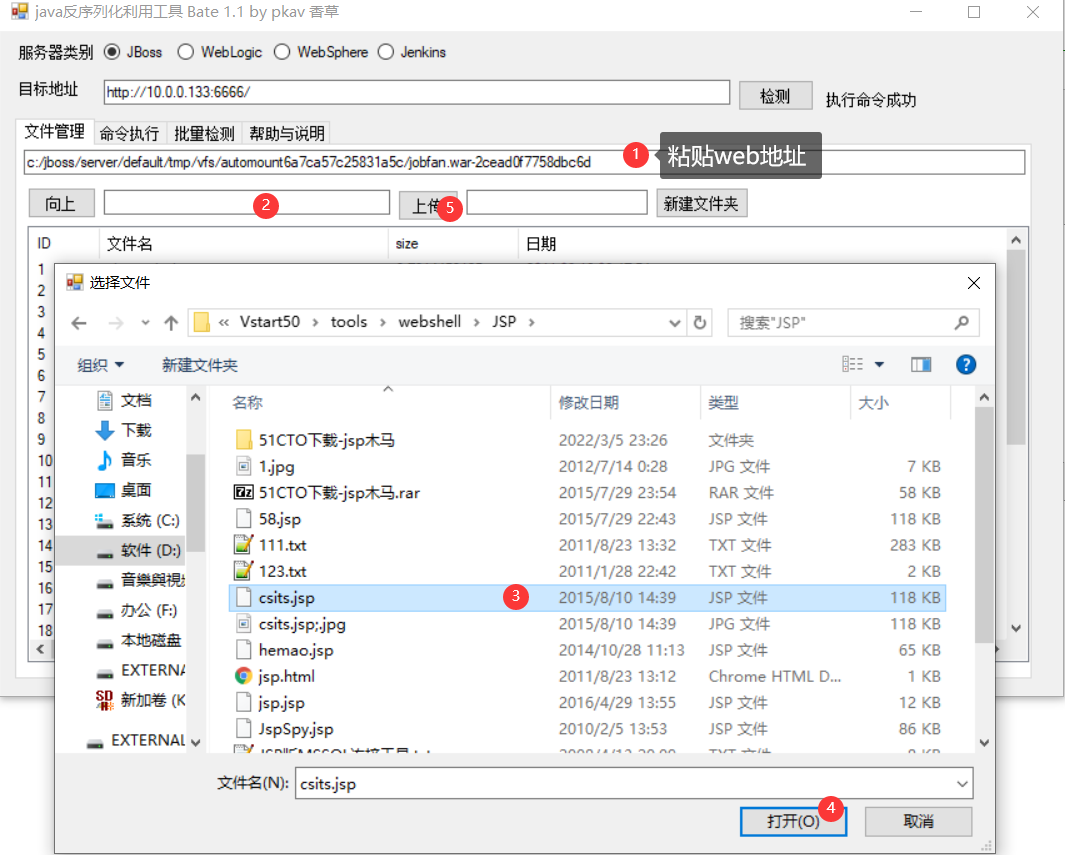 java反序列化利用工具 Bate 1.1 by pkav 香草
服务器类别 JBoss WebLogic WebSphere Jenkins
目标地址 http://10.0.0.133:6666/ 检测 执行命令成功
文件管理 命令执行 批量检测 帮助与说明
c:/jboss/server/default/tmp/vfs/automount6a7ca57c25831a5c/jobfan.war-2cead0f7758dbc6d 1 粘贴web地址
向上 2 上传 5 新建文件夹
ID 文件名 size 日期
1
2
3
4
5
6
7
8
9
10
11
12
13
14
15
16
17
18
选择文件
« Vstart50 › tools › webshell › JSP › 搜索"JSP"
组织 新建文件夹
文档
下载
音乐
桌面
系统 (C:)
软件 (D:)
音樂與視
办公 (F:)
本地磁盘
EXTERNA
新加卷 (K
EXTERNAL
名称 修改日期 类型 大小
51CTO下载-jsp木马 2022/3/5 23:26 文件夹
1.jpg 2012/7/14 0:28 JPG 文件 7 KB
51CTO下载-jsp木马.rar 2015/7/29 23:54 RAR 文件 58 KB
58.jsp 2015/7/29 22:43 JSP 文件 118 KB
111.txt 2011/8/23 13:32 TXT 文件 283 KB
123.txt 2011/1/28 22:42 TXT 文件 2 KB
csits.jsp 3 2015/8/10 14:39 JSP 文件 118 KB
csits.jsp;.jpg 2015/8/10 14:39 JPG 文件 118 KB
hemao.jsp 2014/10/28 11:13 JSP 文件 65 KB
jsp.html 2011/8/23 13:12 Chrome HTML D... 1 KB
jsp.jsp 2016/4/29 13:55 JSP 文件 12 KB
JspSpy.jsp 2010/2/5 13:53 JSP 文件 86 KB
文件名(N): csits.jsp
打开(O) 4 取消